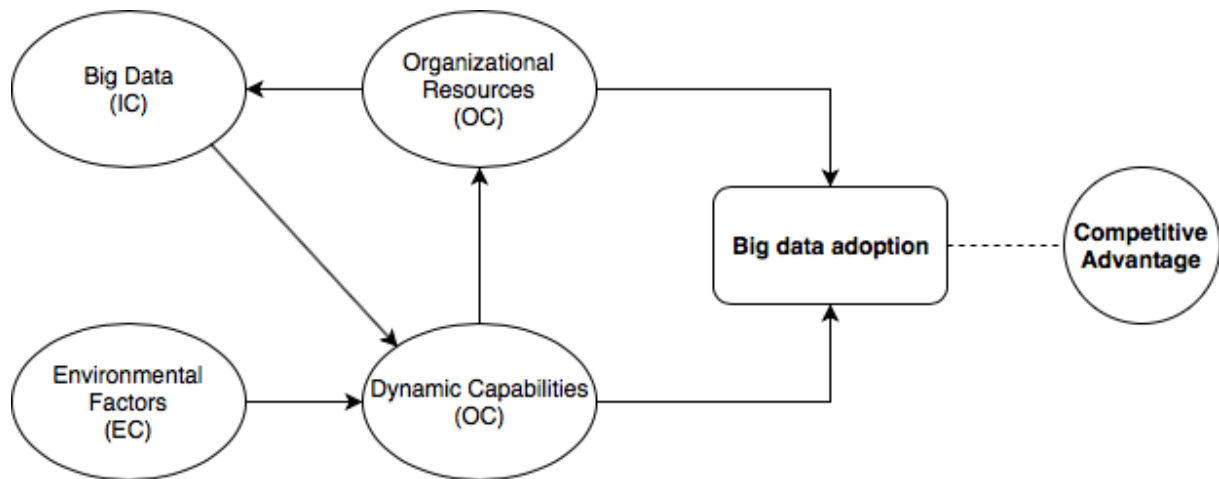 Big Data
(IC)
Organizational
Resources
(OC)
Big data adoption
Competitive
Advantage
Environmental
Factors
(EC)
Dynamic Capabilities
(OC)